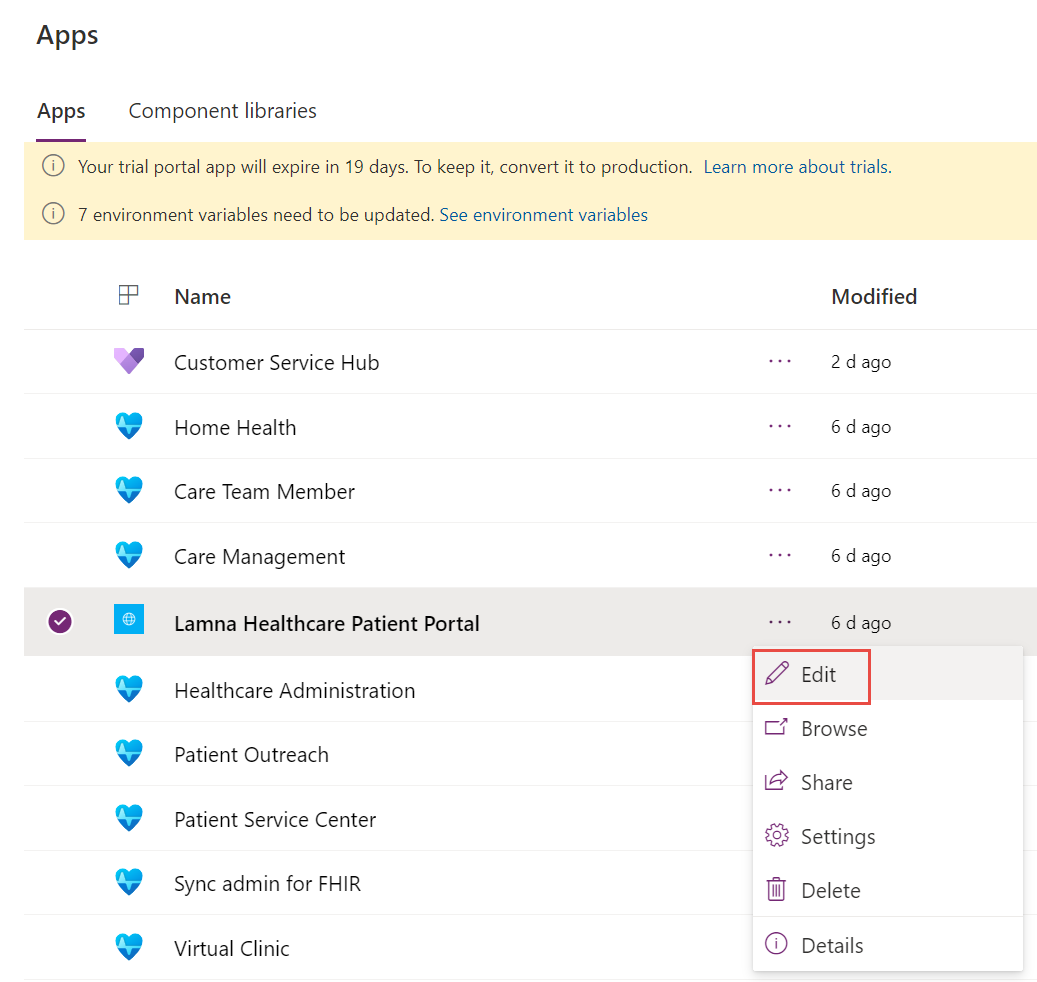 Apps
Apps Component libraries
Your trial portal app will expire in 19 days. To keep it, convert it to production. Learn more about trials.
7 environment variables need to be updated. See environment variables
Name Modified
Customer Service Hub ··· 2 d ago
Home Health ··· 6 d ago
Care Team Member ··· 6 d ago
Care Management ··· 6 d ago
Lamna Healthcare Patient Portal ··· 6 d ago
Edit
Healthcare Administration
Browse
Patient Outreach
Share
Patient Service Center
Settings
Sync admin for FHIR
Delete
Virtual Clinic
Details